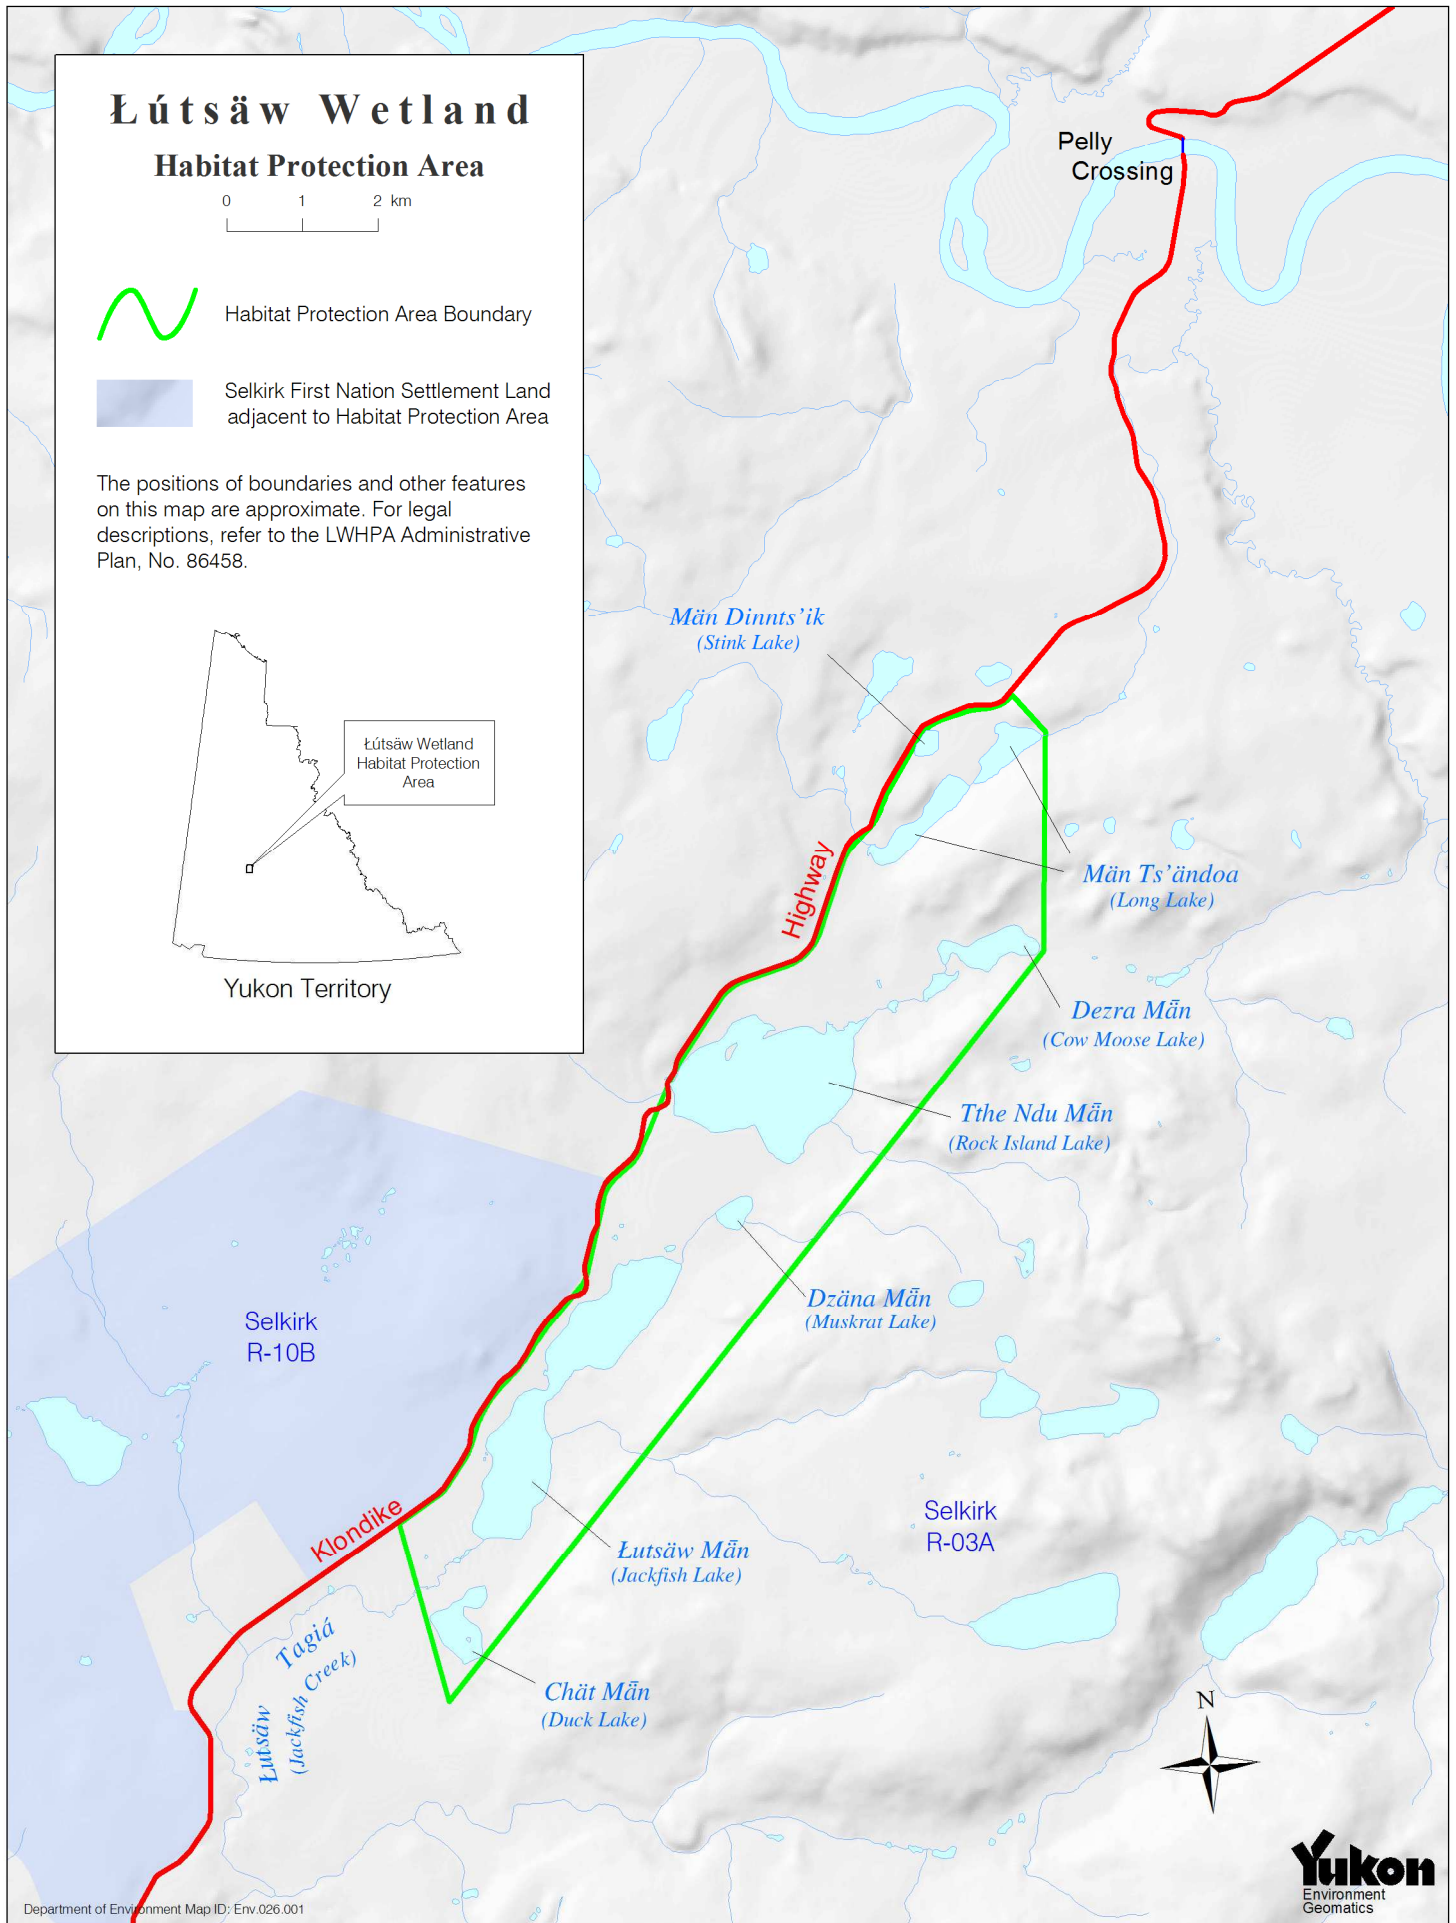 Łútsäw Wetland
Habitat Protection Area
0 1 2 km
Habitat Protection Area Boundary
Selkirk First Nation Settlement Land
adjacent to Habitat Protection Area
The positions of boundaries and other features
on this map are approximate. For legal
descriptions, refer to the LWHPA Administrative
Plan, No. 86458.
Łútsäw Wetland
Habitat Protection
Area
Yukon Territory
Pelly
Crossing
Män Dinnts’ik
(Stink Lake)
Highway
Män Ts’ändoa
(Long Lake)
Dezra Mǟn
(Cow Moose Lake)
Tthe Ndu Mǟn
(Rock Island Lake)
Dzäna Mǟn
(Muskrat Lake)
Selkirk
R-10B
Klondike
Selkirk
R-03A
Łutsäw Mǟn
(Jackfish Lake)
Łutsäw Tagiá
(Jackfish Creek)
Chät Mǟn
(Duck Lake)
N
Yukon
Environment
Geomatics
Department of Environment Map ID: Env.026.001